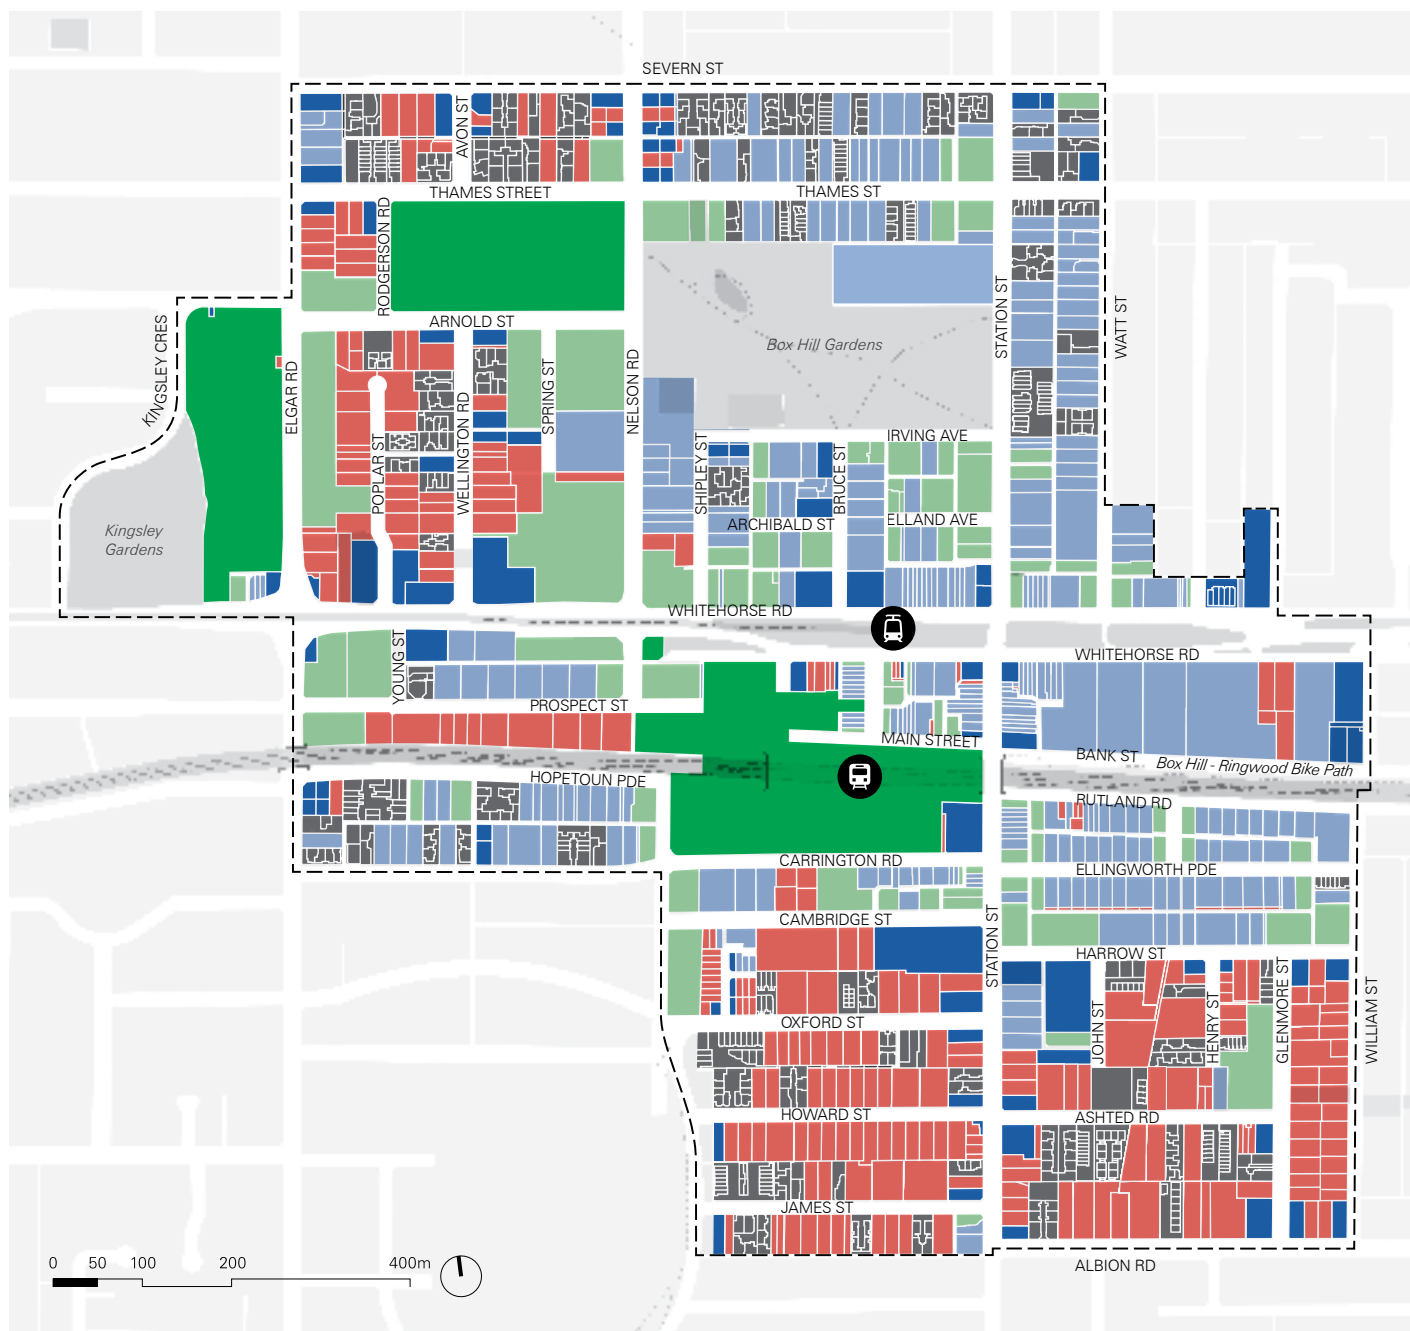 SEVERN ST
AVON ST
THAMES STREET
THAMES ST
RODGERSON RD
ARNOLD ST
STATION ST
WATT ST
KINGSLEY CRES
ELGAR RD
Box Hill Gardens
NELSON RD
SPRING ST
WELLINGTON RD
POPLAR ST
SHIPLEY ST
BRUCE ST
IRVING AVE
ARCHIBALD ST
ELLAND AVE
Kingsley
Gardens
WHITEHORSE RD
YOUNG ST
WHITEHORSE RD
PROSPECT ST
MAIN STREET
BANK ST
Box Hill - Ringwood Bike Path
HOPETOUN PDE
RUTLAND RD
CARRINGTON RD
ELLINGWORTH PDE
CAMBRIDGE ST
STATION ST
HARROW ST
JOHN ST
HENRY ST
GLENMORE ST
WILLIAM ST
OXFORD ST
HOWARD ST
ASHTED RD
JAMES ST
ALBION RD
0 50 100 200 400m